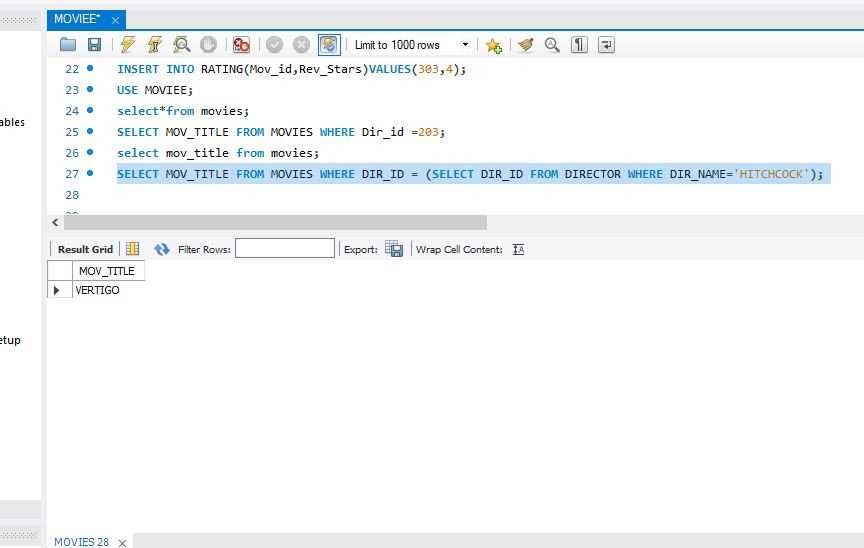 MOVIEE*
Limit to 1000 rows
22 INSERT INTO RATING(Mov_id,Rev_Stars)VALUES(303,4);
23 USE MOVIEE;
24 select*from movies;
ables
25 SELECT MOV_TITLE FROM MOVIES WHERE Dir_id =203;
26 select mov_title from movies;
27 SELECT MOV_TITLE FROM MOVIES WHERE DIR_ID = (SELECT DIR_ID FROM DIRECTOR WHERE DIR_NAME='HITCHCOCK');
28
Result Grid Filter Rows: Export: Wrap Cell Content:
MOV_TITLE
VERTIGO
etup
MOVIES 28